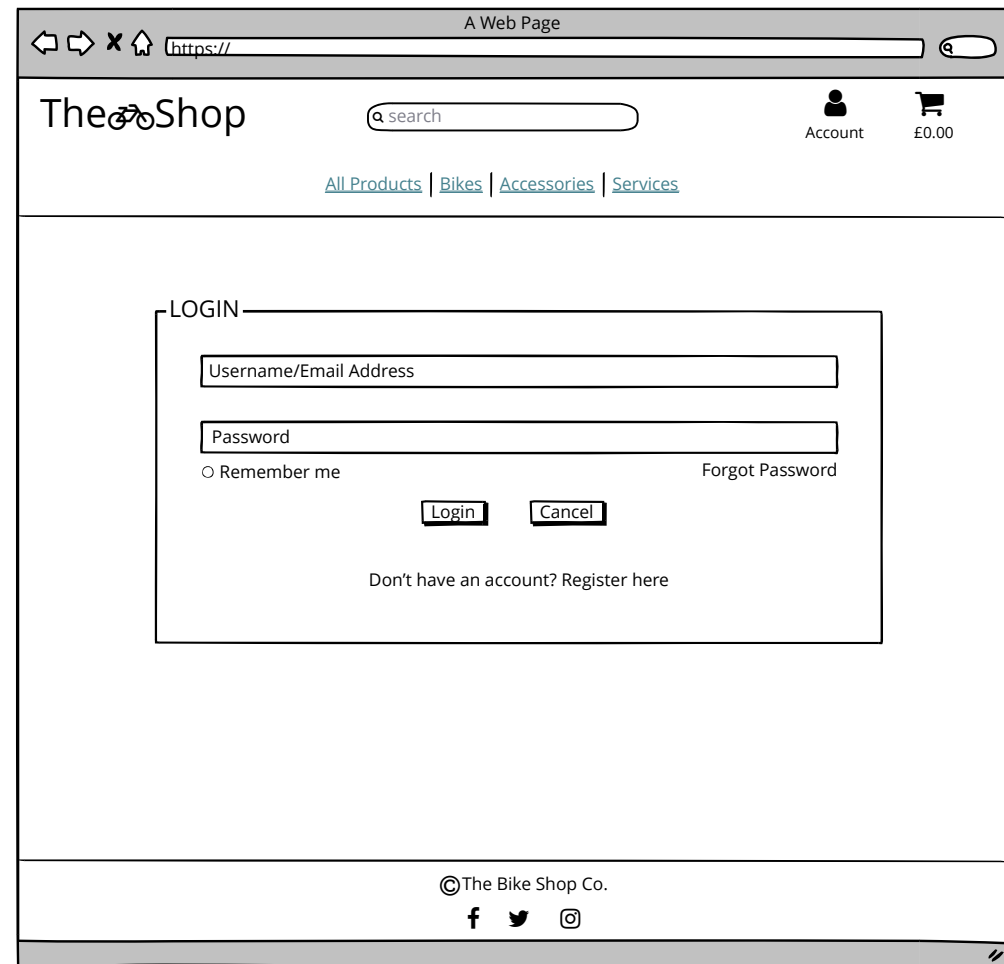 A Web Page
https://
The Shop
search
Account
£0.00
All Products | Bikes | Accessories | Services
LOGIN
Username/Email Address
Password
Remember me
Forgot Password
Login
Cancel
Don't have an account? Register here
©The Bike Shop Co.